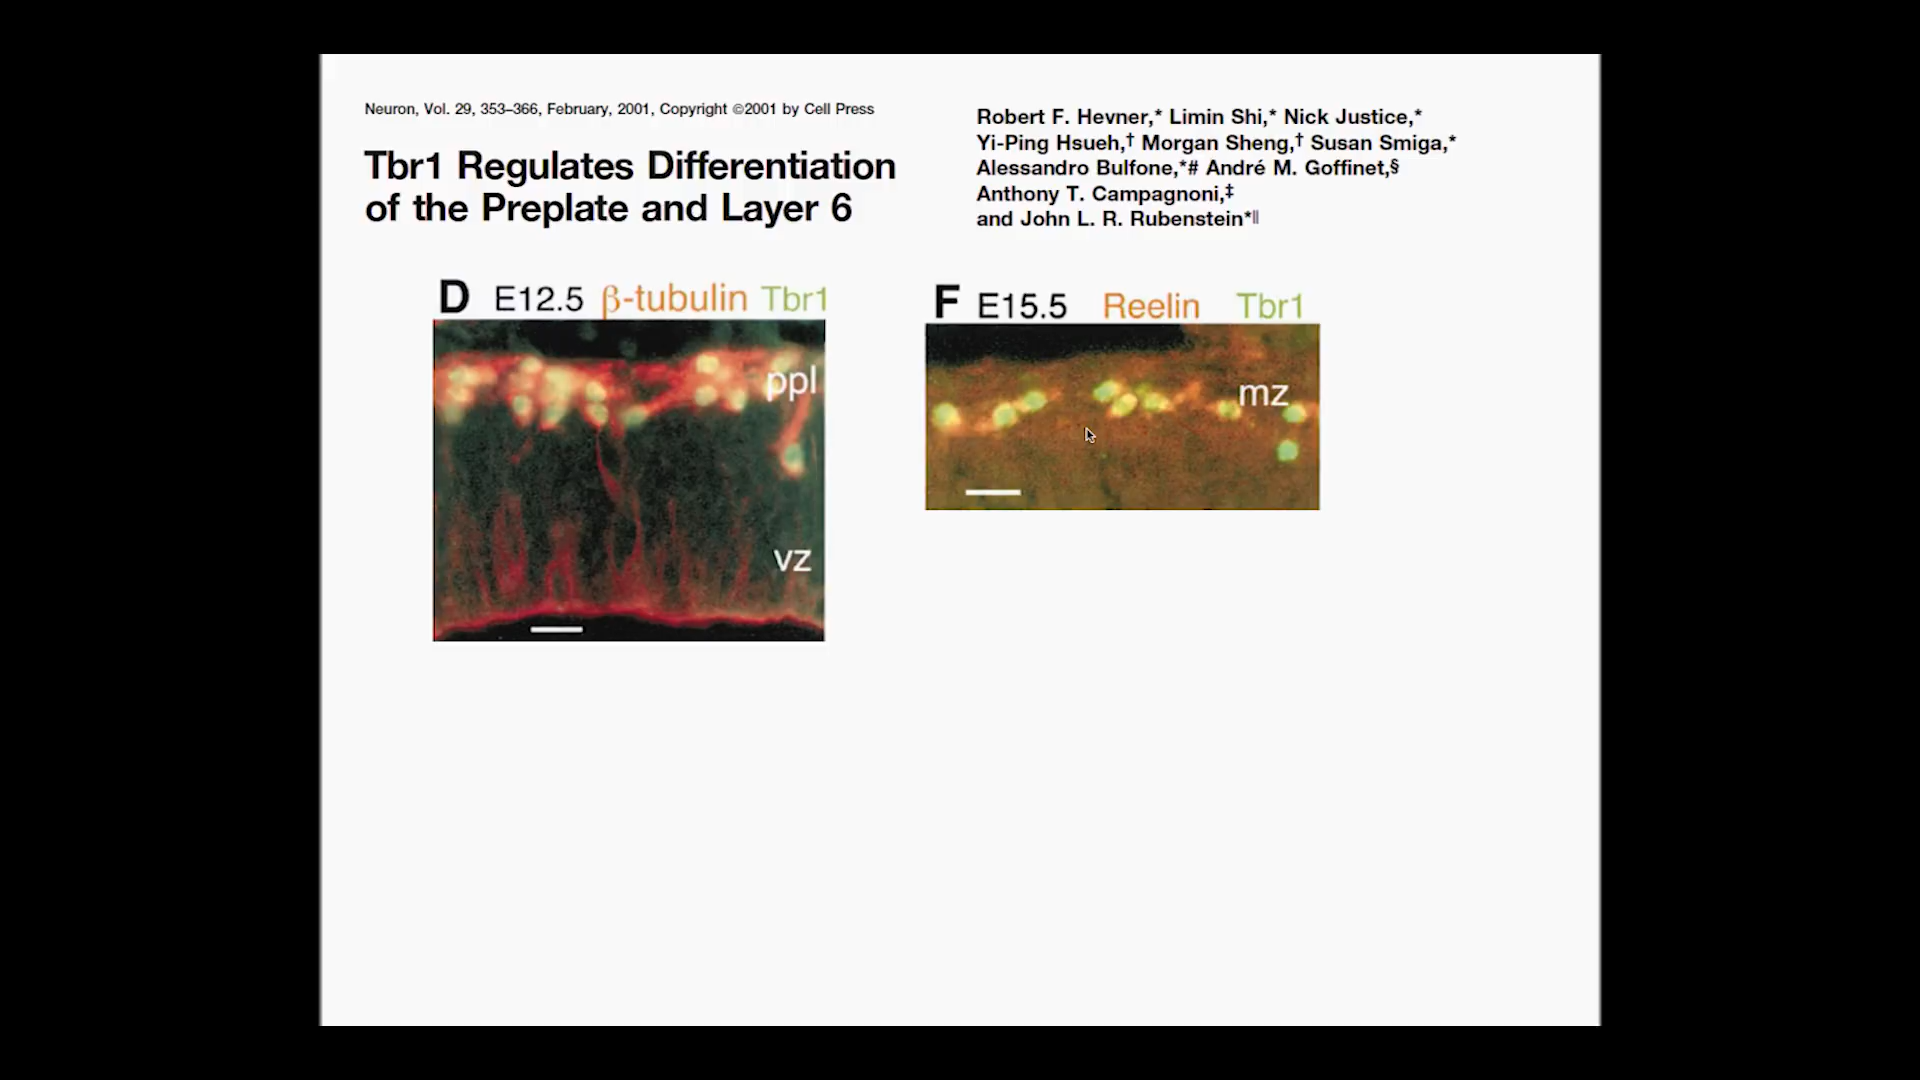 Neuron, Vol. 29, 353–366, February, 2001, Copyright ©2001 by Cell Press
Tbr1 Regulates Differentiation
of the Preplate and Layer 6
Robert F. Hevner,* Limin Shi,* Nick Justice,*
Yi-Ping Hsueh,† Morgan Sheng,† Susan Smiga,*
Alessandro Bulfone,*# André M. Goffinet,§
Anthony T. Campagnoni,‡
and John L. R. Rubenstein*‖
D E12.5 β-tubulin Tbr1
ppl
vz
F E15.5 Reelin Tbr1
mz